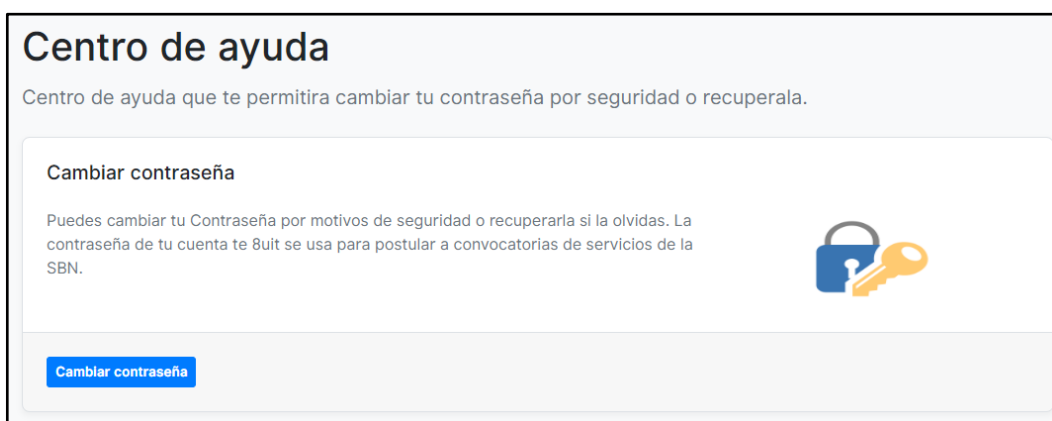 Centro de ayuda
Centro de ayuda que te permitira cambiar tu contraseña por seguridad o recuperala.
Cambiar contraseña
Puedes cambiar tu Contraseña por motivos de seguridad o recuperarla si la olvidas. La
contraseña de tu cuenta te 8uit se usa para postular a convocatorias de servicios de la
SBN.
Cambiar contraseña